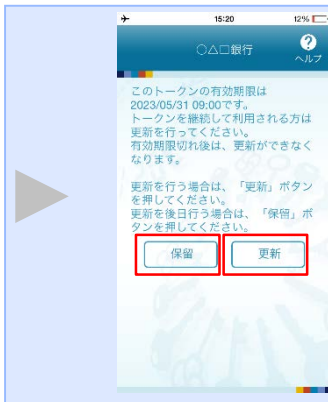 15:20
12%
○△□銀行
?
ヘルプ
このトークンの有効期限は
2023/05/31 09:00です。
トークンを継続して利用される方は
更新を行ってください。
有効期限切れ後は、更新ができなく
なります。
更新を行う場合は、「更新」ボタン
を押してください。
更新を後日行う場合は、「保留」ボ
タンを押してください。
保留
更新